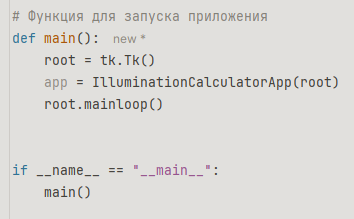 # Функция для запуска приложения
def main(): new *
    root = tk.Tk()
    app = IlluminationCalculatorApp(root)
    root.mainloop()
if __name__ == "__main__":
    main()